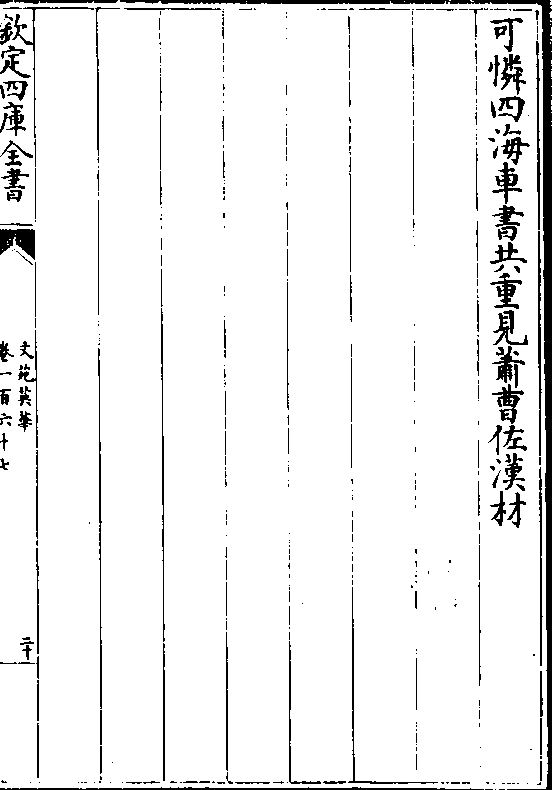 可憐四海車書共重見蕭曹佐漢材
欽定四庫全書
文苑英華
卷一百六十七
二十